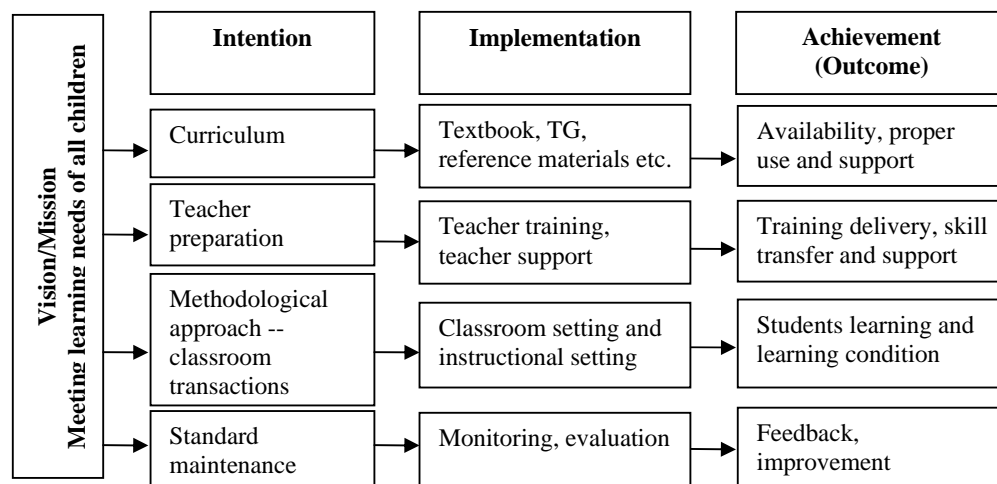 Vision/Mission
Meeting learning needs of all children
Intention
Implementation
Achievement
(Outcome)
Curriculum
Textbook, TG,
reference materials etc.
Availability, proper
use and support
Teacher
preparation
Teacher training,
teacher support
Training delivery, skill
transfer and support
Methodological
approach --
classroom
transactions
Classroom setting and
instructional setting
Students learning and
learning condition
Standard
maintenance
Monitoring, evaluation
Feedback,
improvement